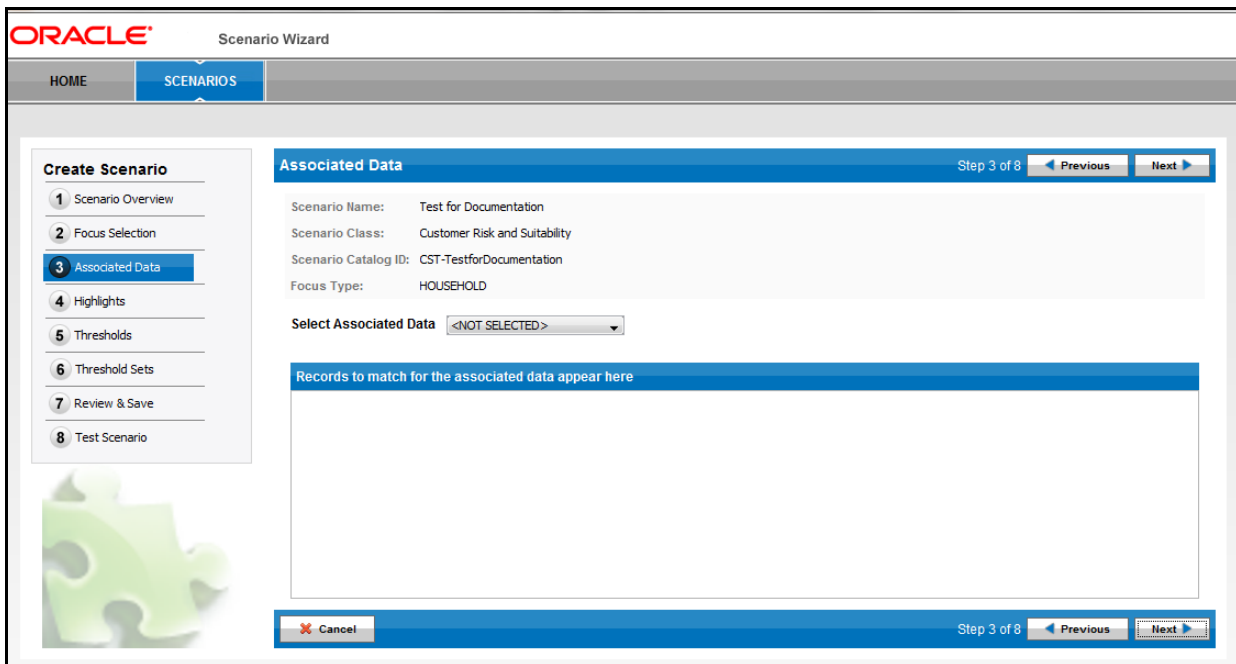 ORACLE Scenario Wizard
HOME SCENARIOS
Create Scenario
1 Scenario Overview
2 Focus Selection
3 Associated Data
4 Highlights
5 Thresholds
6 Threshold Sets
7 Review & Save
8 Test Scenario
Associated Data Step 3 of 8 Previous Next
Scenario Name: Test for Documentation
Scenario Class: Customer Risk and Suitability
Scenario Catalog ID: CST-TestforDocumentation
Focus Type: HOUSEHOLD
Select Associated Data <NOT SELECTED>
Records to match for the associated data appear here
Cancel Step 3 of 8 Previous Next